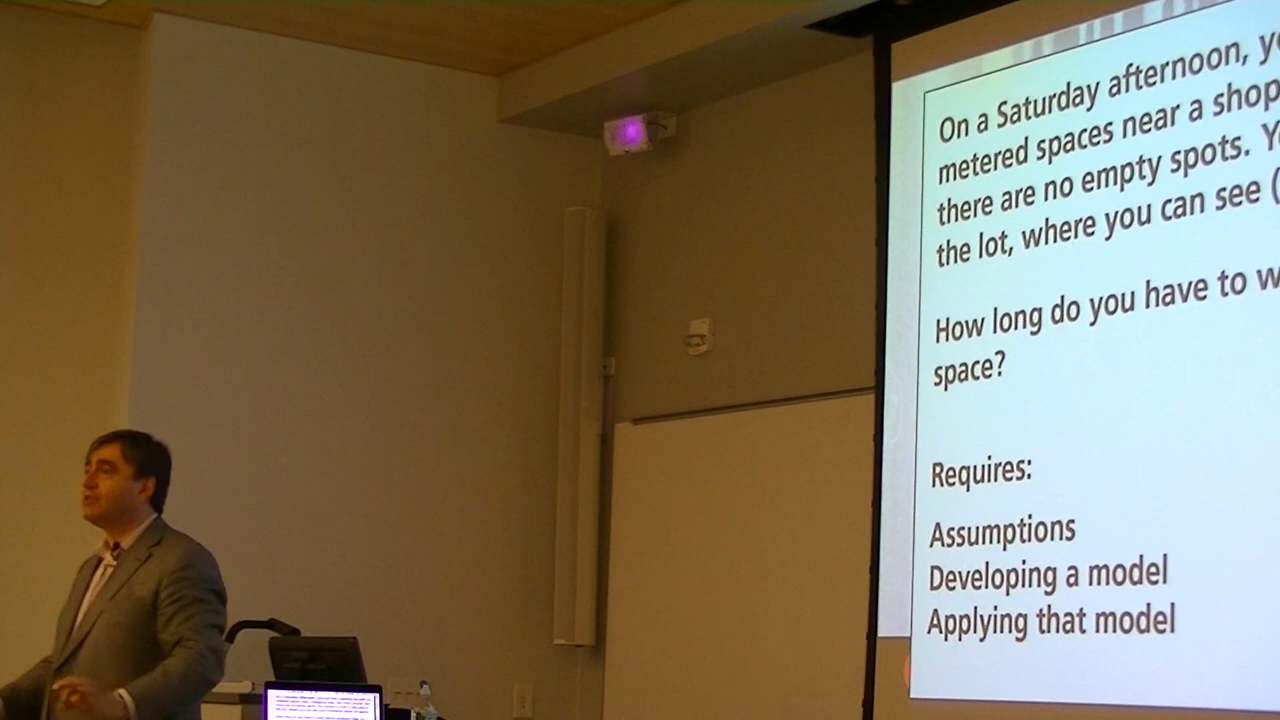 On a Saturday afternoon,
metered spaces near a shop
there are no empty spots.
the lot, where you can see (
How long do you have to
space?
Requires:
Assumptions
Developing a model
Applying that model